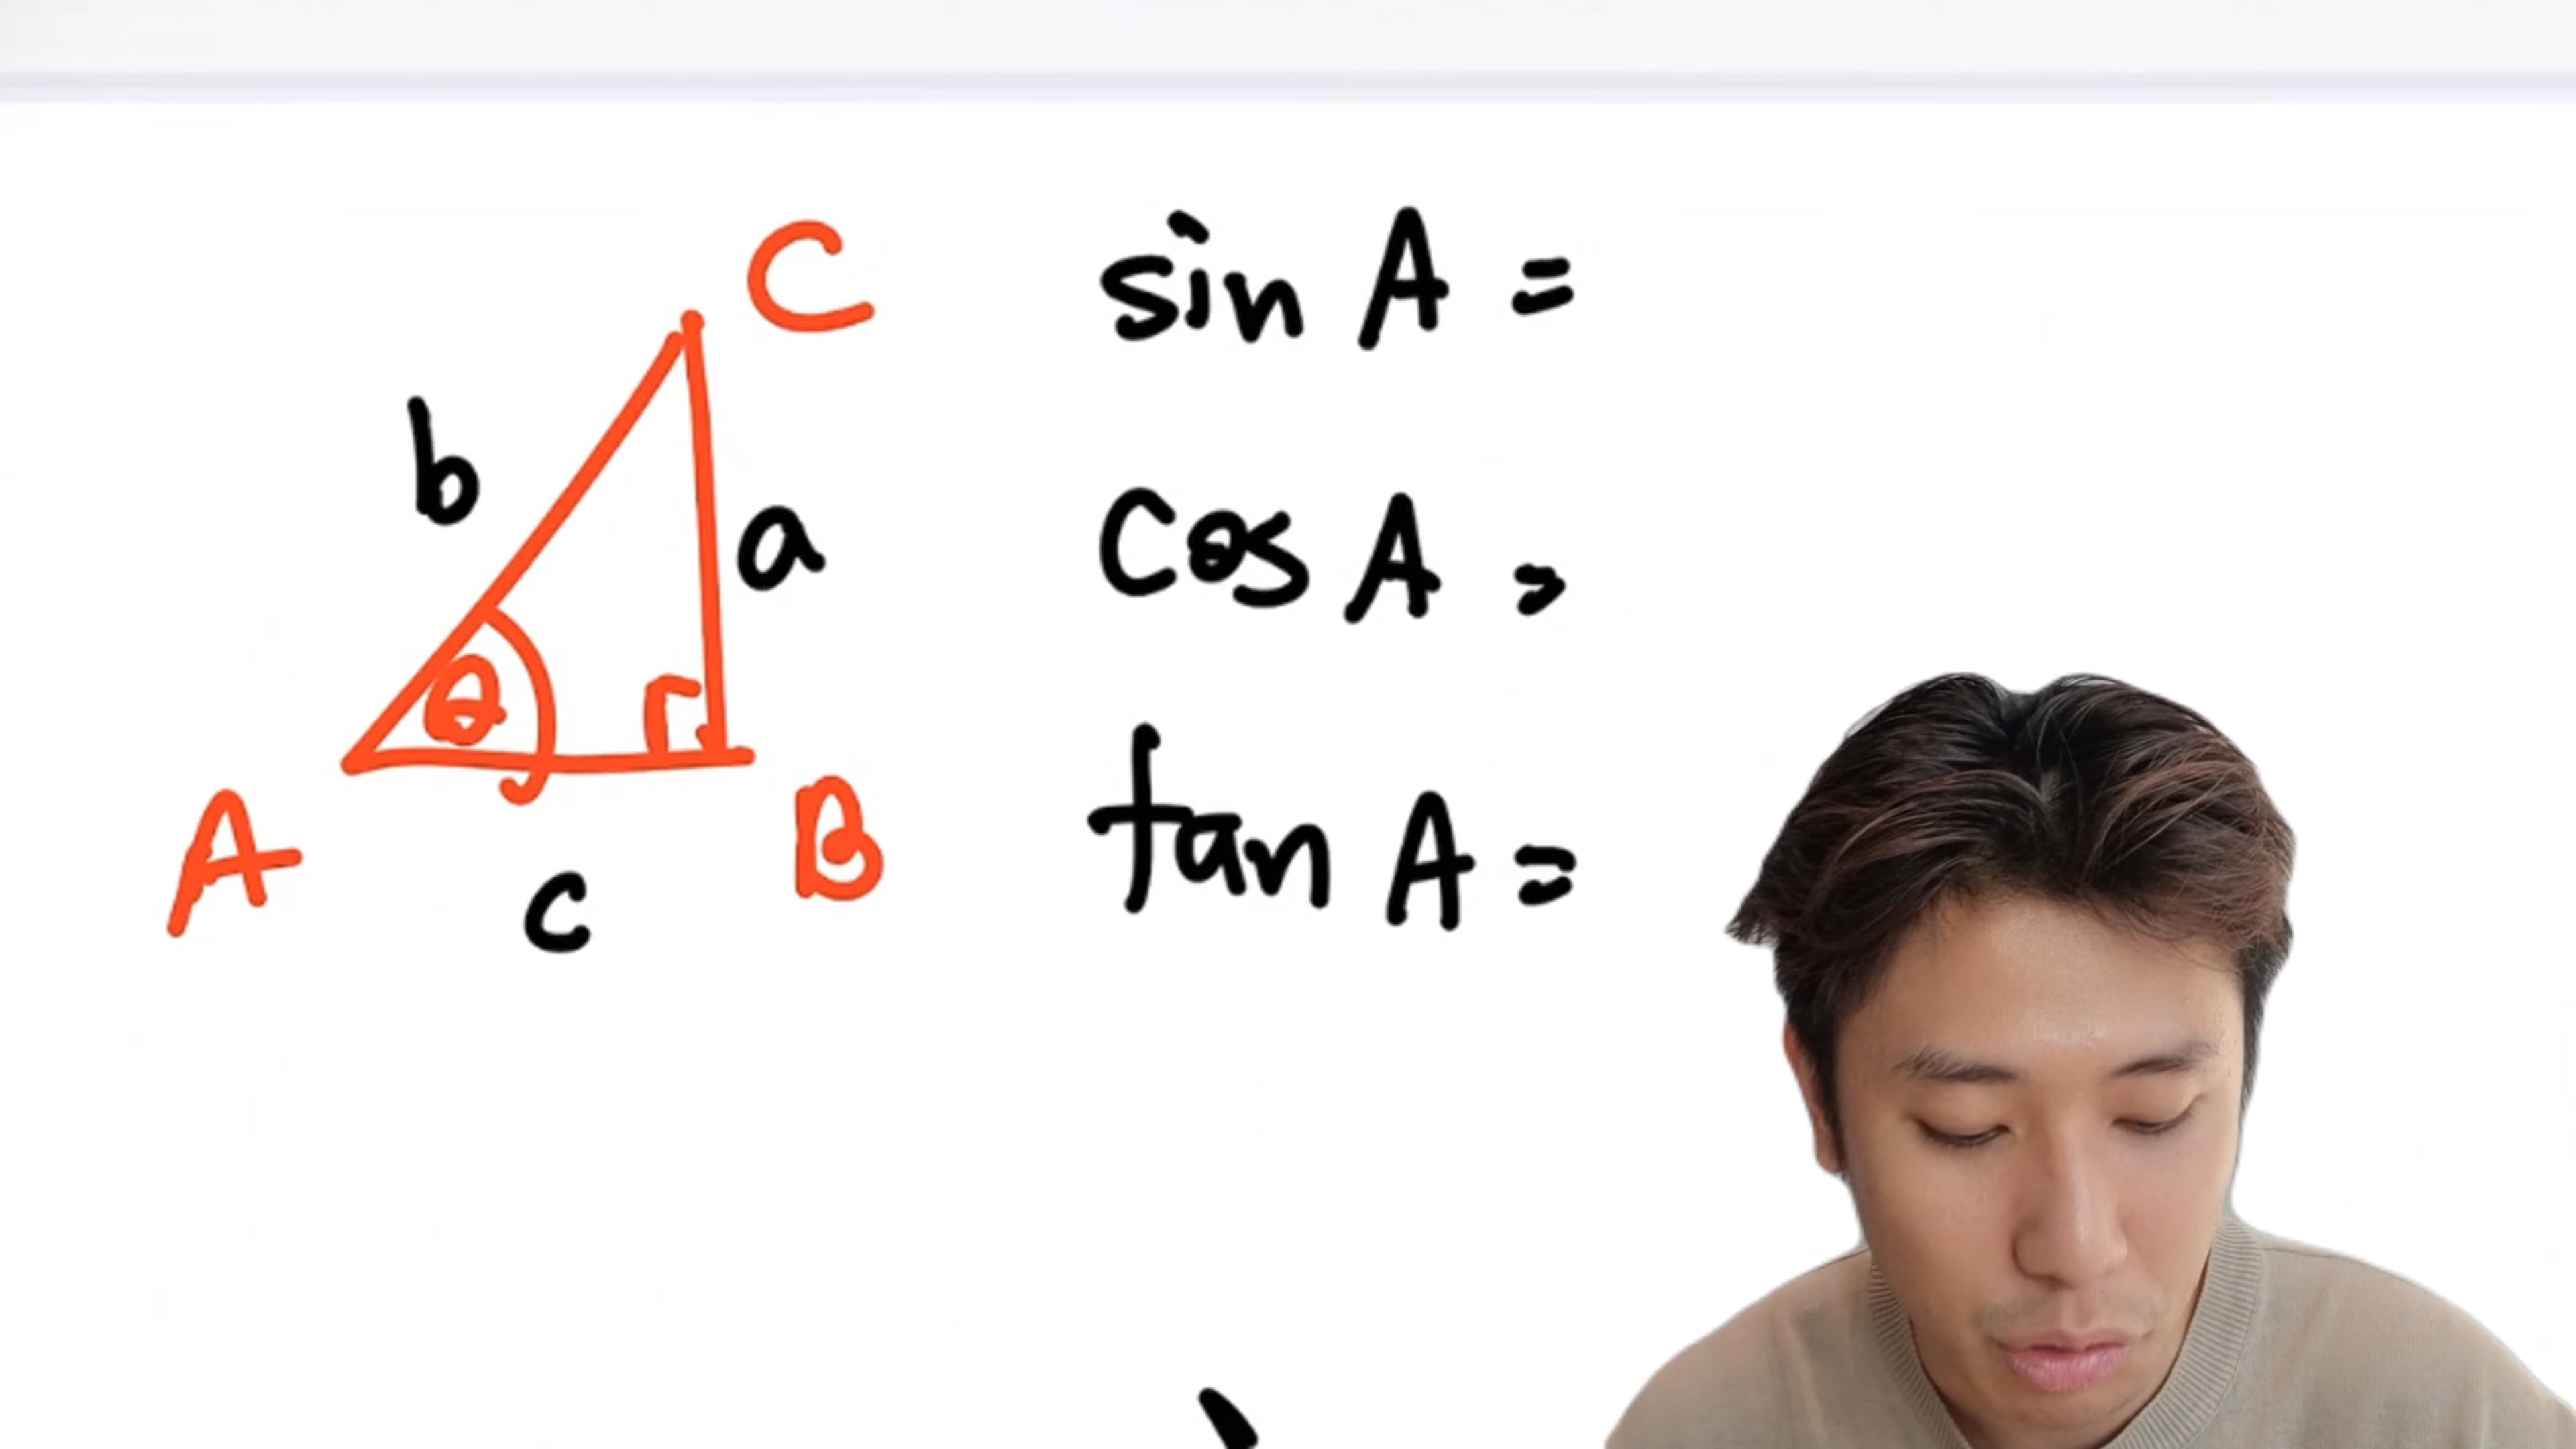 C
sin A =
b
a
cos A =
θ
A
B
c
tan A =